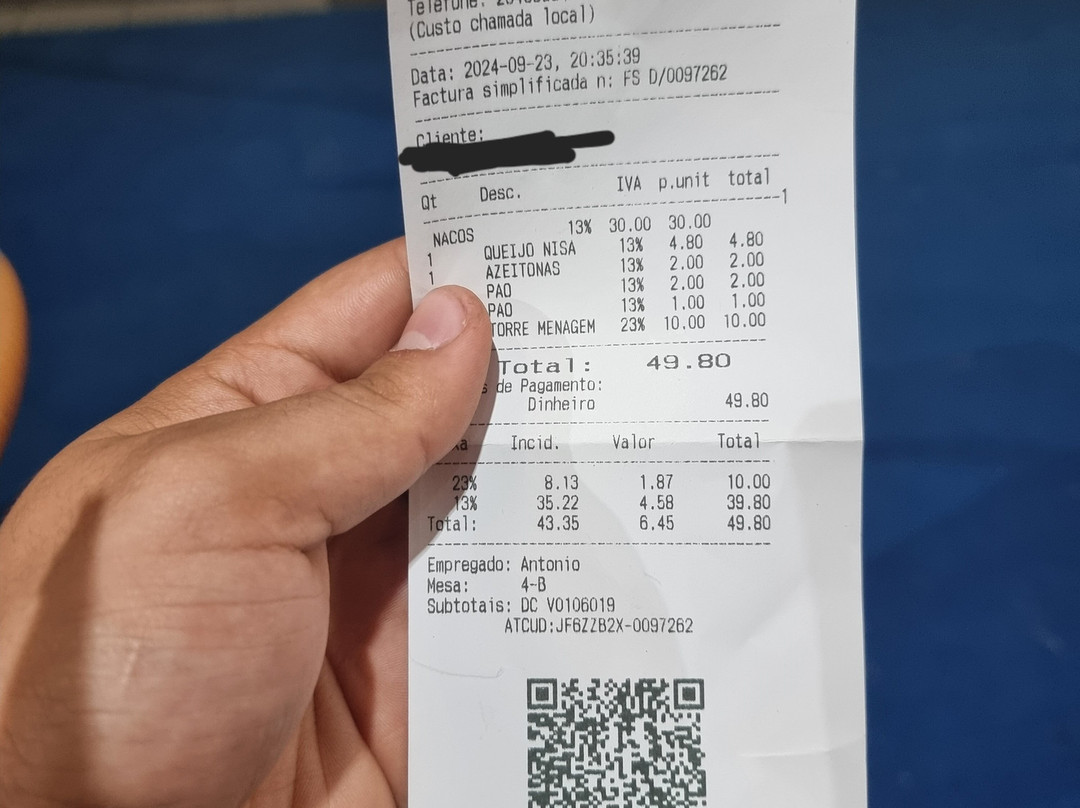 Telefone:
(Custo chamada local)
Data: 2024-09-23, 20:35:39
Factura simplificada n: FS D/0097262
Cliente:
Qt Desc. IVA p.unit total
1
NACOS 13% 30.00 30.00
1 QUEIJO NISA 13% 4.80 4.80
1 AZEITONAS 13% 2.00 2.00
PAO 13% 2.00 2.00
PAO 13% 1.00 1.00
TORRE MENAGEM 23% 10.00 10.00
Total: 49.80
de Pagamento:
Dinheiro 49.80
Incid. Valor Total
23% 8.13 1.87 10.00
13% 35.22 4.58 39.80
Total: 43.35 6.45 49.80
Empregado: Antonio
Mesa: 4-B
Subtotais: DC V0106019
ATCUD:JF6ZZB2X-0097262